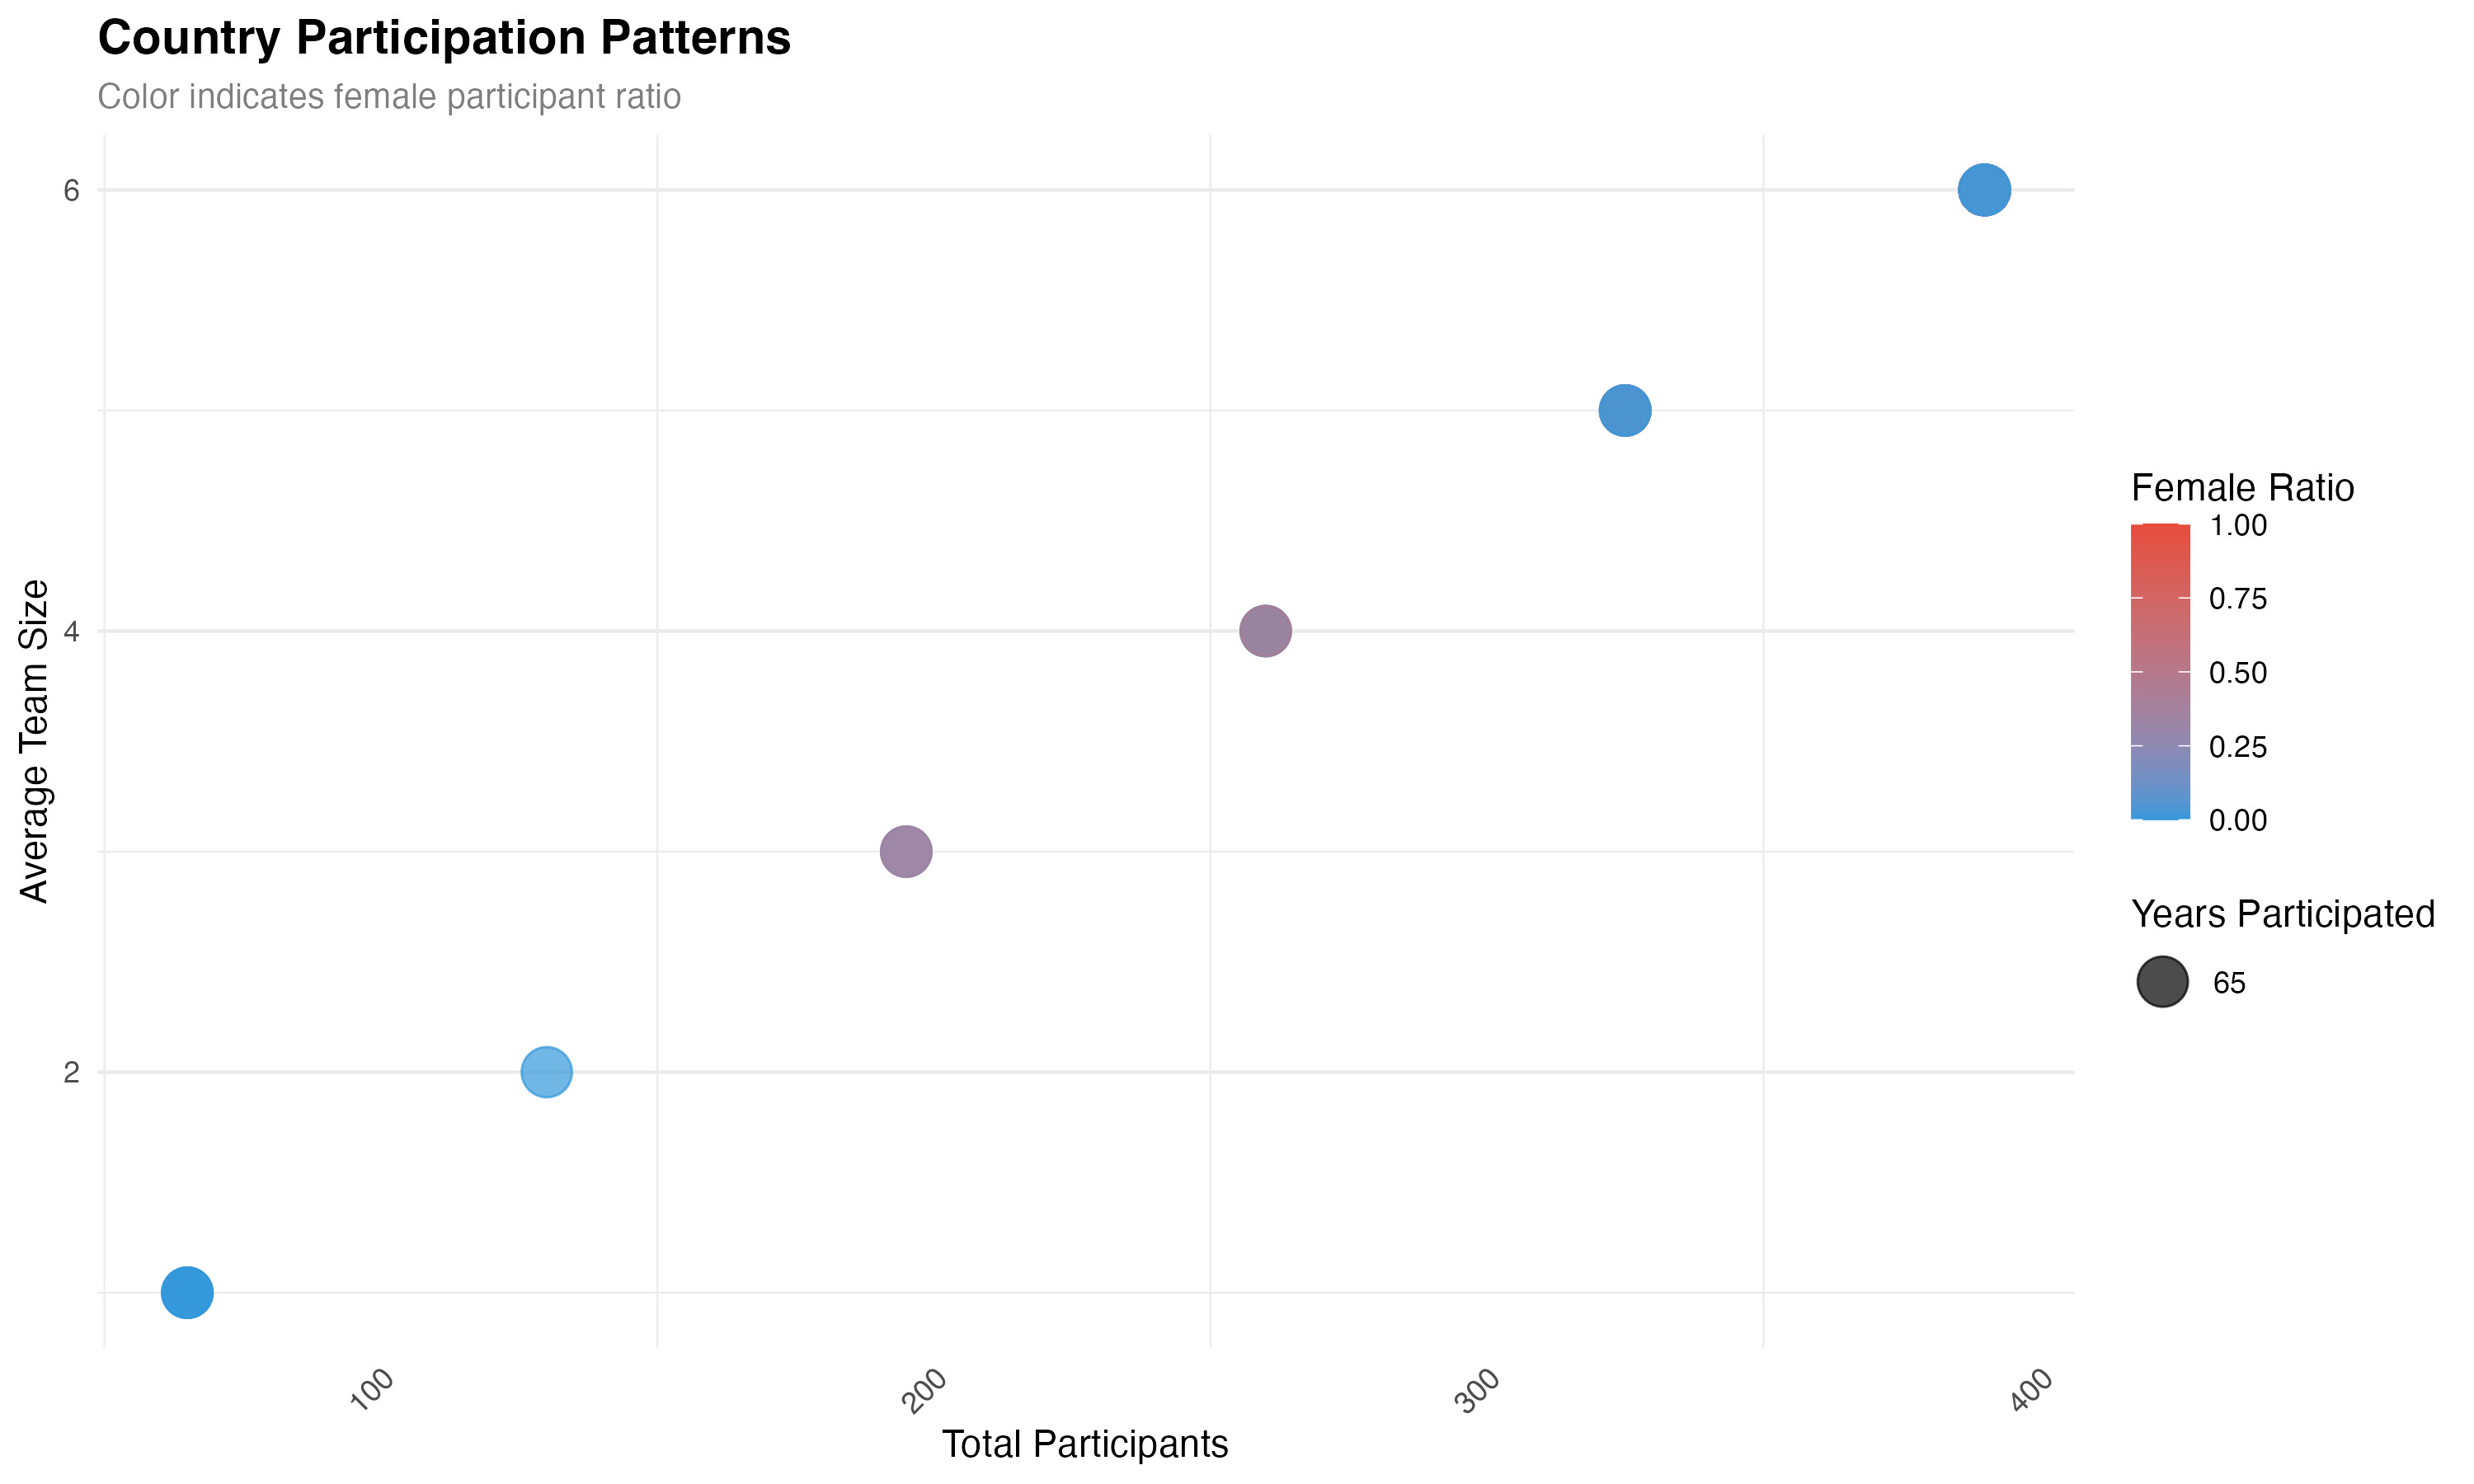 Country Participation Patterns
Color indicates female participant ratio
6
4
2
Average Team Size
100
200
300
400
Total Participants
Female Ratio
1.00
0.75
0.50
0.25
0.00
Years Participated
65